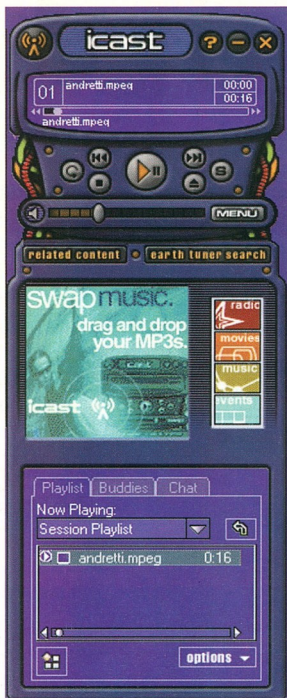 icast
?
01 andretti.mpeg 00:00
00:16
andretti.mpeg
S
MENU
related content earth tuner search
swap music.
drag and drop
your MP3s.
icast
radio
movies
music
events
Playlist Buddies Chat
Now Playing:
Session Playlist
andretti.mpeg 0:16
options